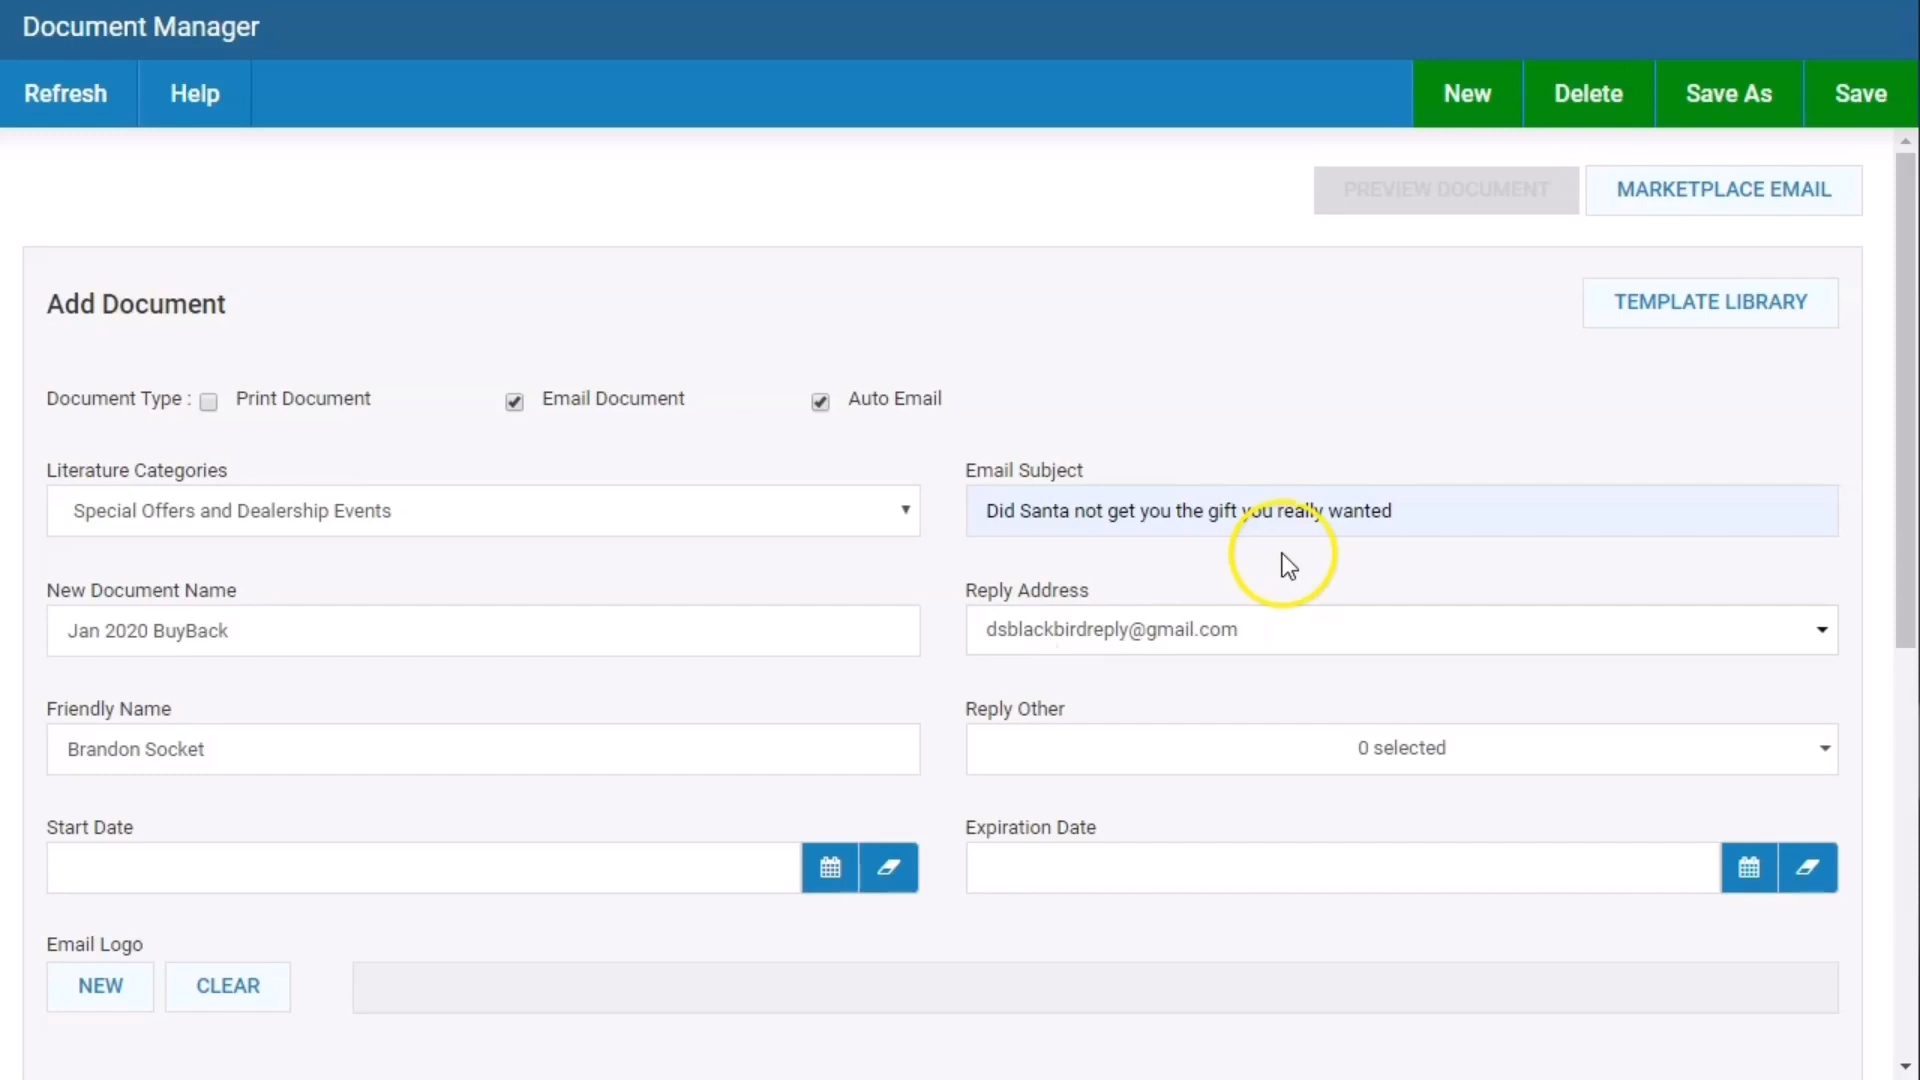 Document Manager
Refresh Help New Delete Save As Save
PREVIEW DOCUMENT MARKETPLACE EMAIL
Add Document TEMPLATE LIBRARY
Document Type : Print Document Email Document Auto Email
Literature Categories Email Subject
Special Offers and Dealership Events Did Santa not get you the gift you really wanted
New Document Name Reply Address
Jan 2020 BuyBack dsblackbirdreply@gmail.com
Friendly Name Reply Other
Brandon Socket 0 selected
Start Date Expiration Date
Email Logo
NEW CLEAR